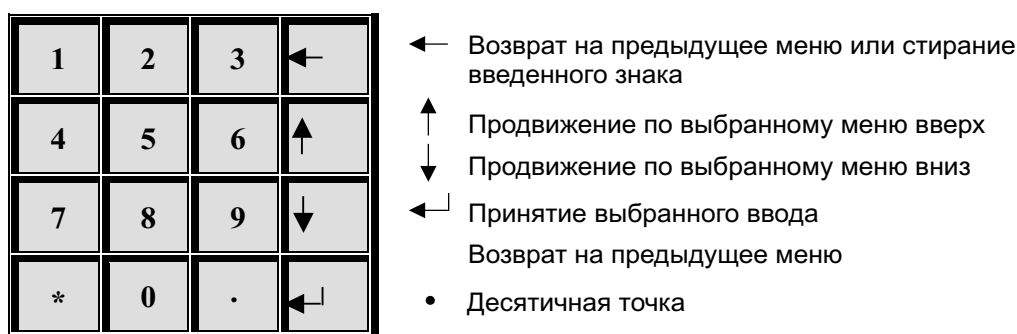 1 2 3 ←
4 5 6 ↑
7 8 9 ↓
* 0 . ↵
← Возврат на предыдущее меню или стирание
введенного знака
↑ Продвижение по выбранному меню вверх
↓ Продвижение по выбранному меню вниз
↵ Принятие выбранного ввода
Возврат на предыдущее меню
• Десятичная точка